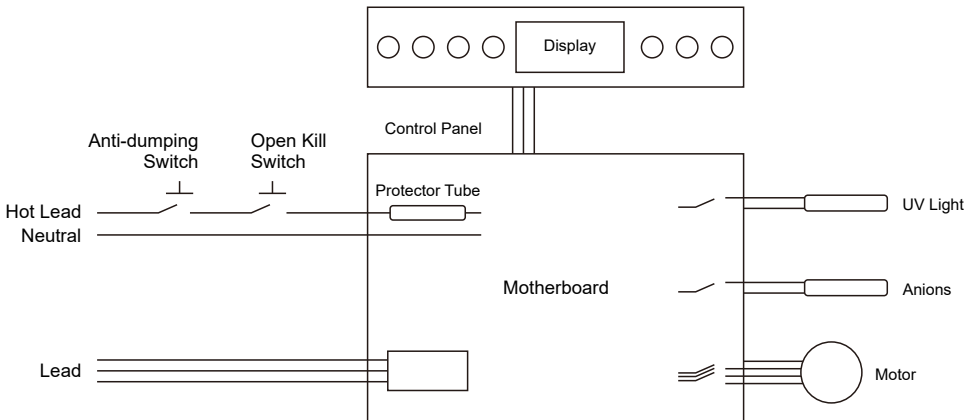 Display
Control Panel
Anti-dumping
Switch
Open Kill
Switch
Protector Tube
Hot Lead
Neutral
UV Light
Motherboard
Anions
Lead
Motor